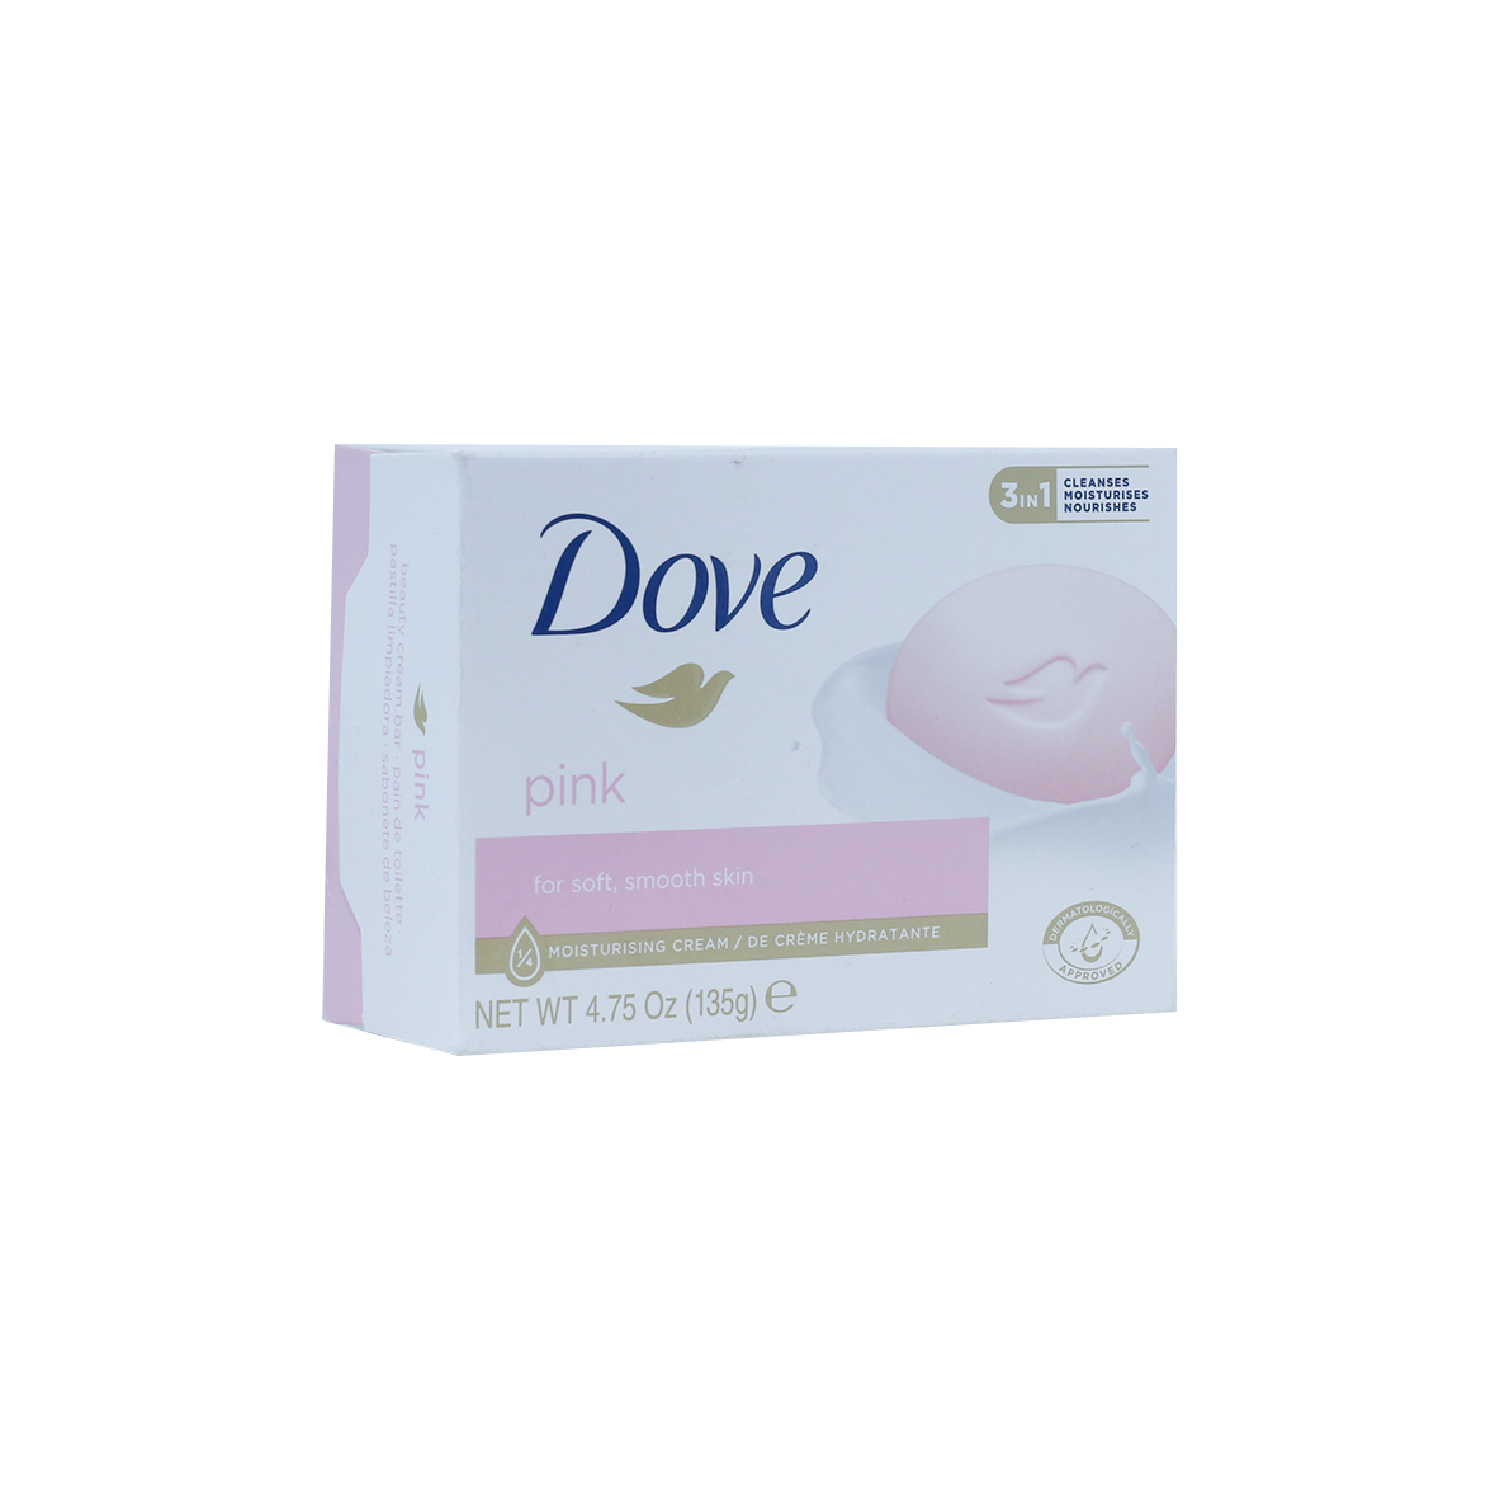 3IN1
CLEANSES
MOISTURISES
NOURISHES
Dove
pink
for soft, smooth skin
1/4 MOISTURISING CREAM / DE CRÈME HYDRATANTE
NET WT 4.75 Oz (135g) e
DERMATOLOGICALLY
APPROVED
pink
beauty cream bar · pain de toilette ·
pastilla limpiadora · sabonete de beleza